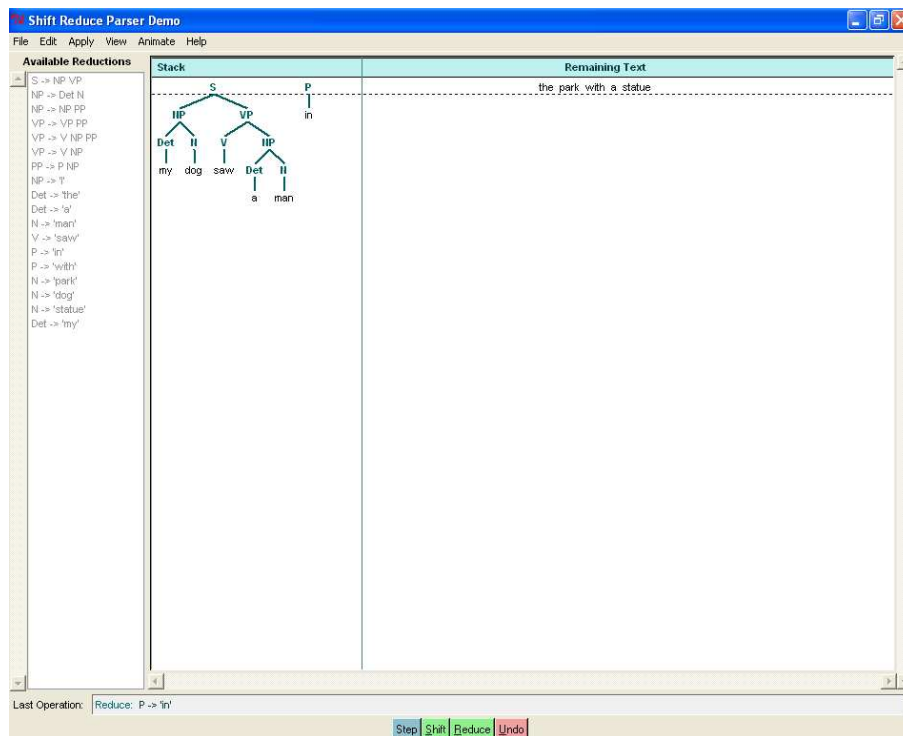 Shift Reduce Parser Demo
File Edit Apply View Animate Help
Available Reductions
S -> NP VP
NP -> Det N
NP -> NP PP
VP -> VP PP
VP -> V NP PP
VP -> V NP
PP -> P NP
NP -> 'I'
Det -> 'the'
Det -> 'a'
N -> 'man'
V -> 'saw'
P -> 'in'
P -> 'with'
N -> 'park'
N -> 'dog'
N -> 'statue'
Det -> 'my'
Stack Remaining Text
S P the park with a statue
NP VP in
Det N V NP
my dog saw Det N
a man
Last Operation: Reduce: P -> 'in'
Step Shift Reduce Undo